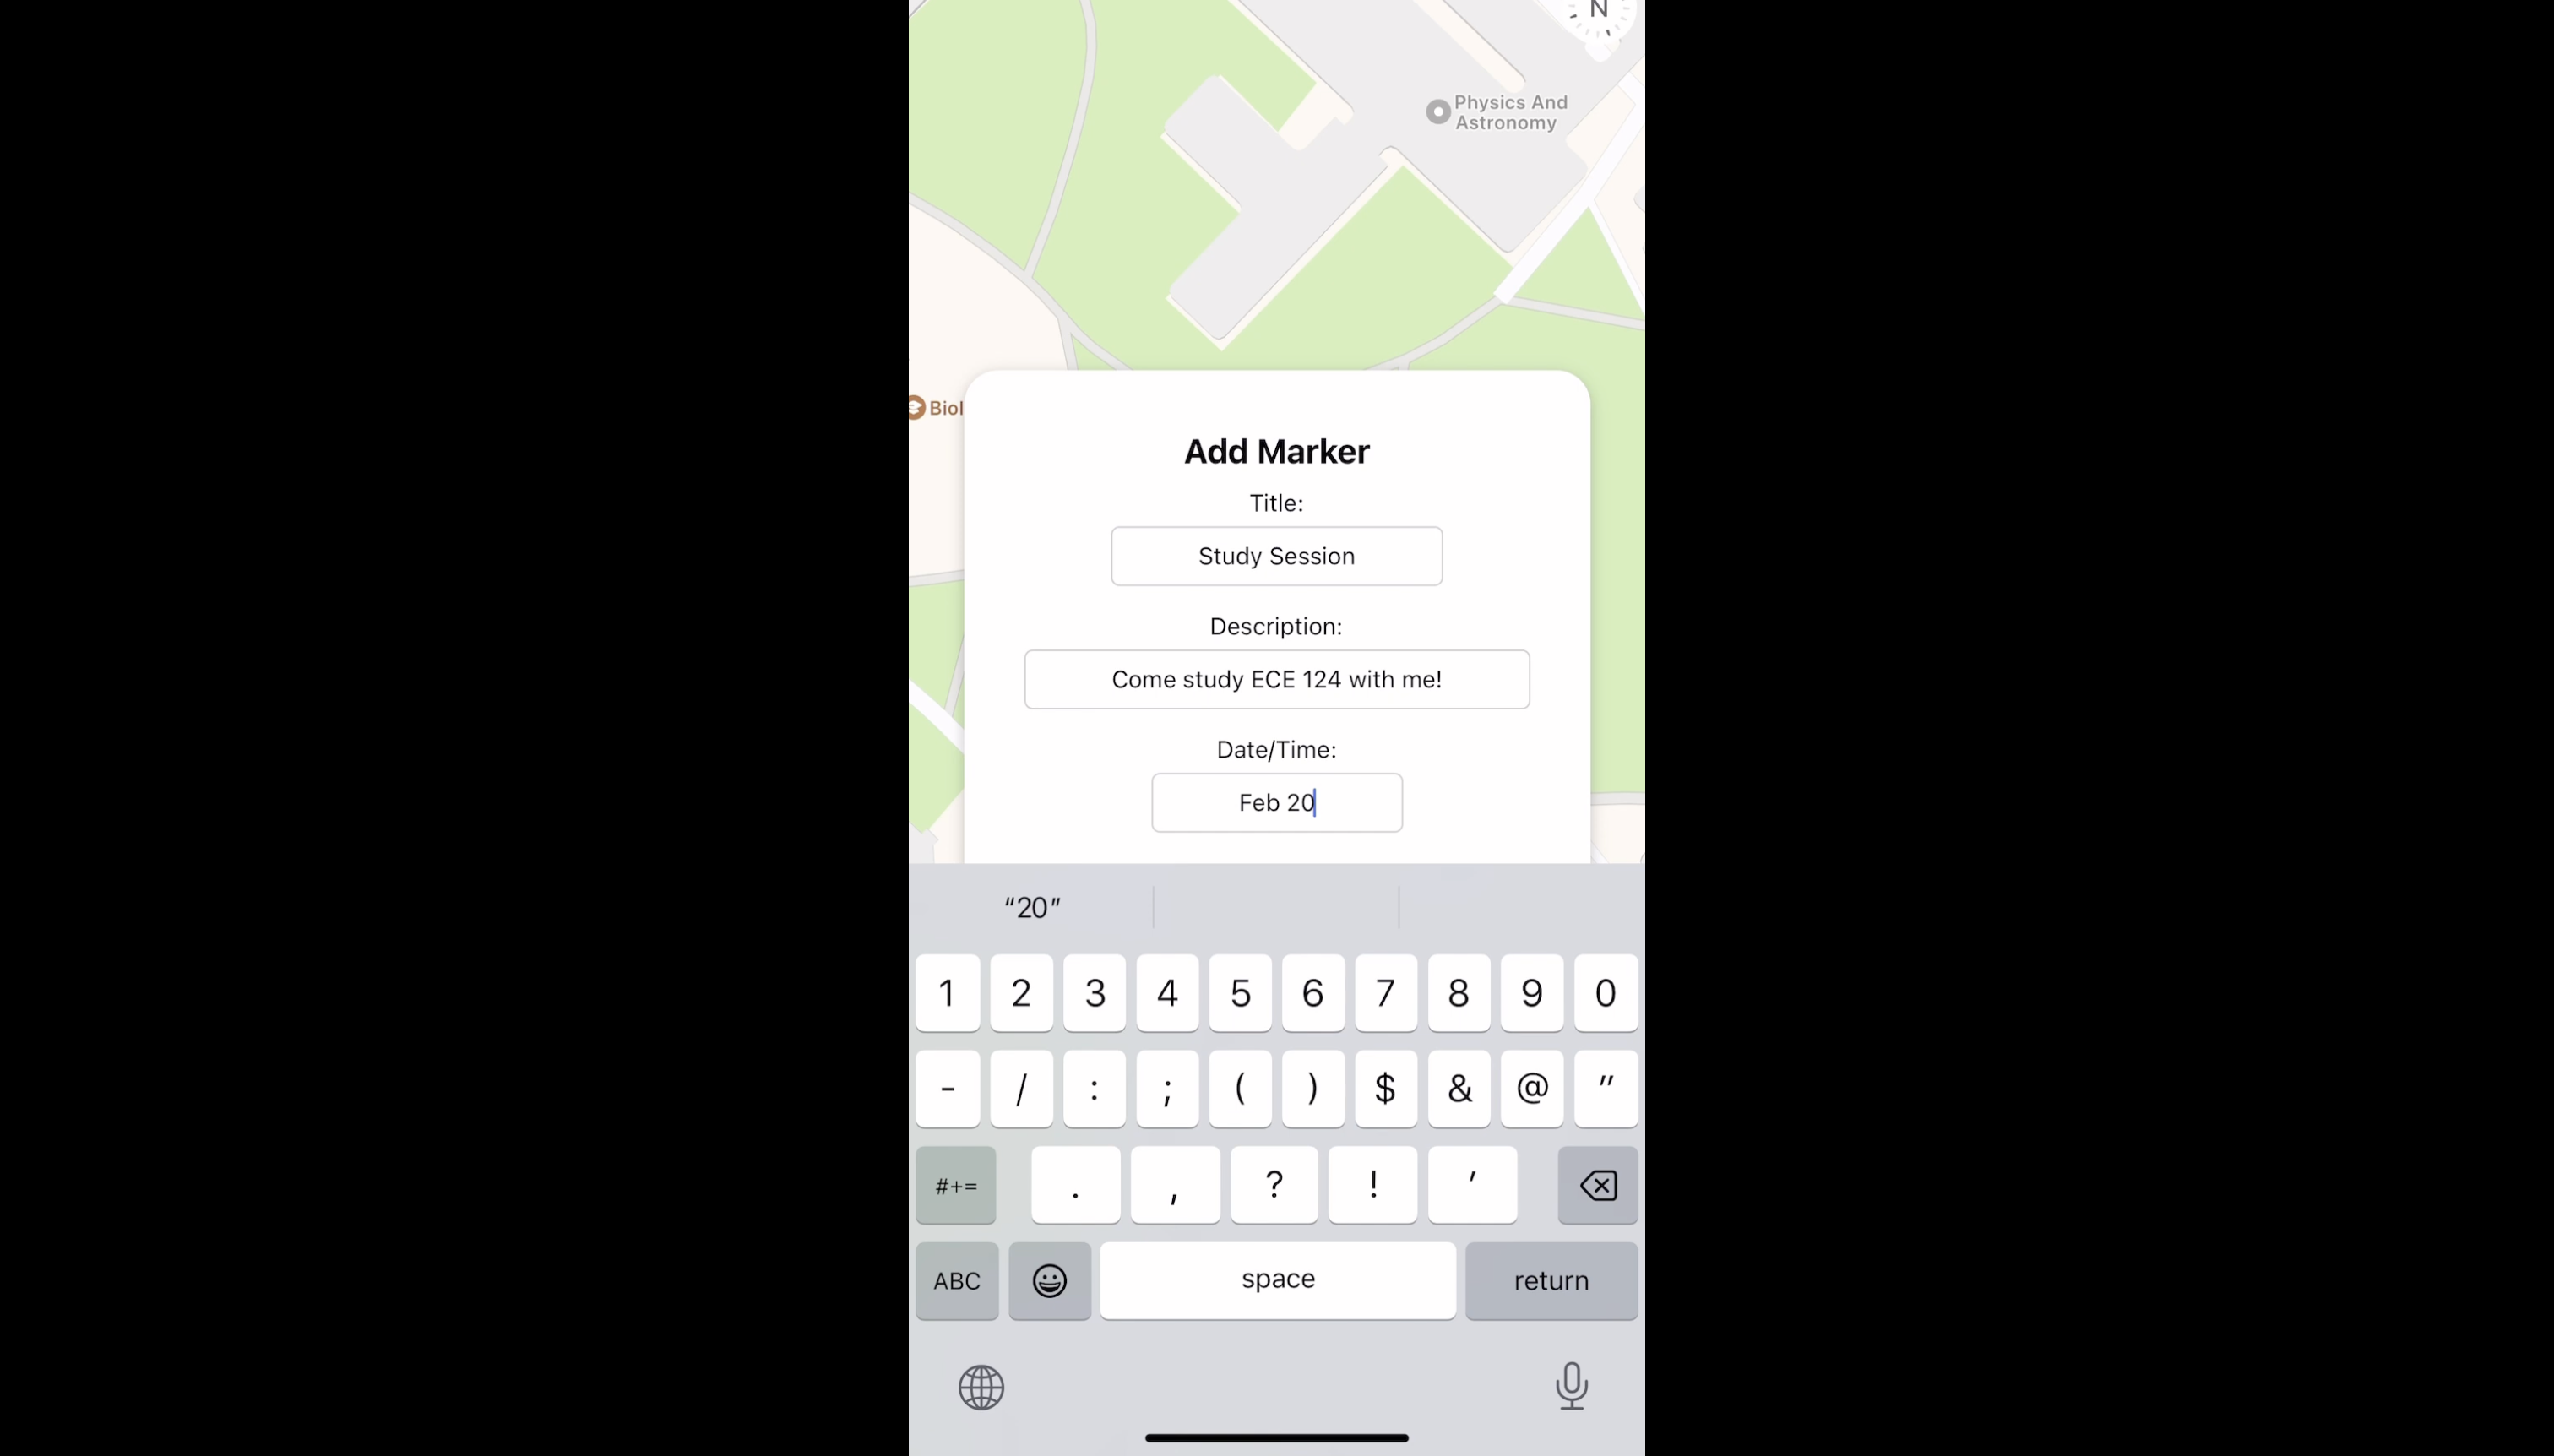 N
Physics And
Astronomy
Biol
Add Marker
Title:
Study Session
Description:
Come study ECE 124 with me!
Date/Time:
Feb 20
“20”
1 2 3 4 5 6 7 8 9 0
- / : ; ( ) $ & @ "
#+= . , ? ! '
ABC space return